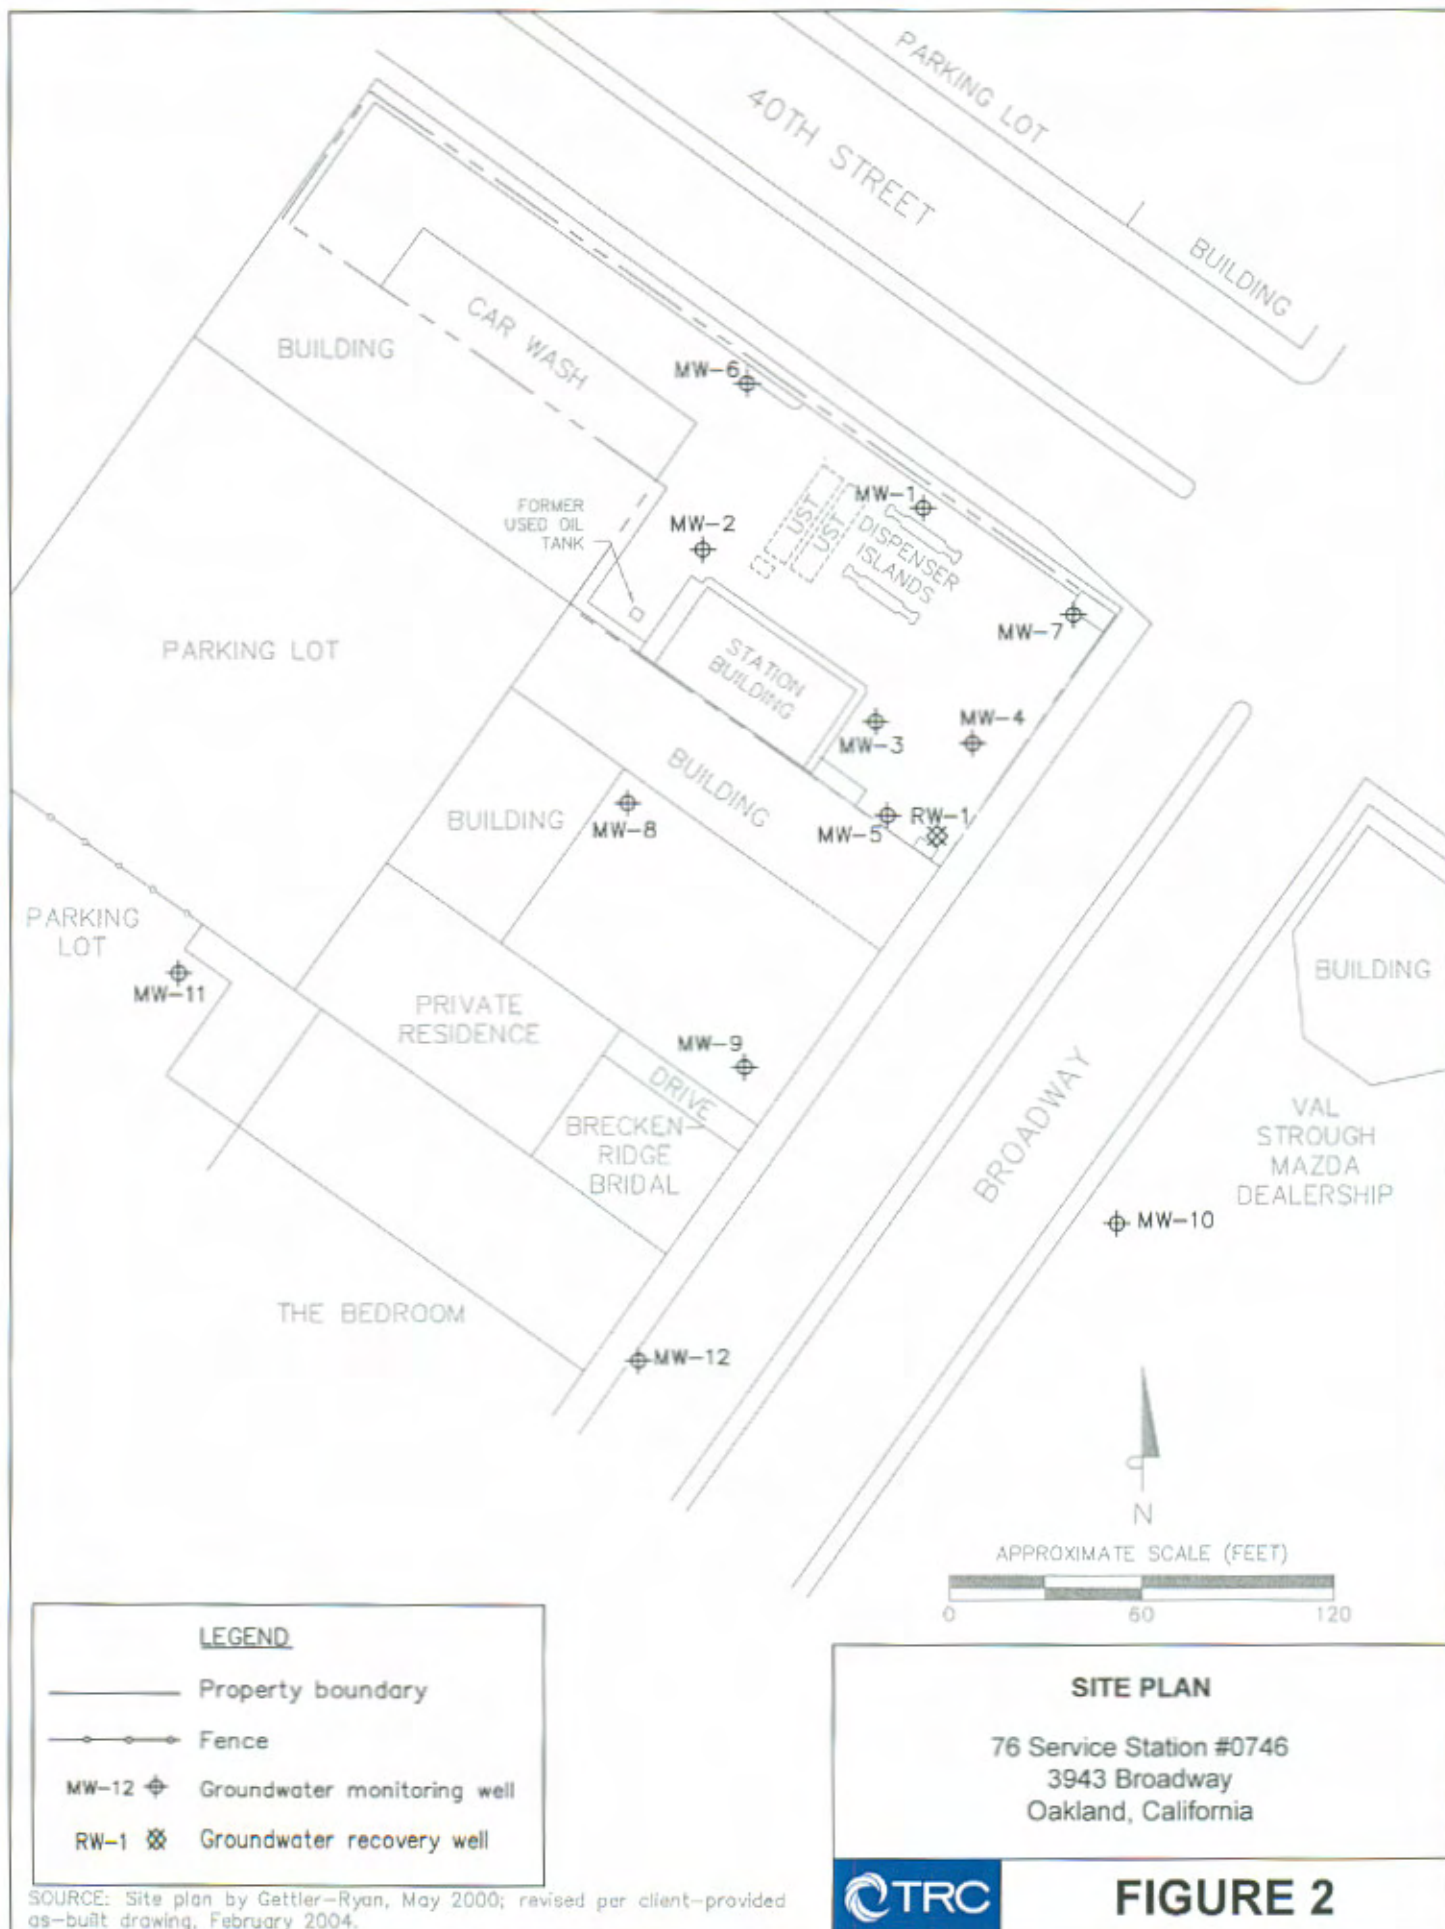 PARKING LOT
40TH STREET
BUILDING
CAR WASH
BUILDING
MW-6
FORMER
USED OIL
TANK
MW-2
UST
UST
MW-1
DISPENSER
ISLANDS
MW-7
PARKING LOT
STATION
BUILDING
MW-3
MW-4
BUILDING
BUILDING
MW-8
MW-5
RW-1
PARKING
LOT
MW-11
BUILDING
PRIVATE
RESIDENCE
MW-9
DRIVE
BRECKEN-
RIDGE
BRIDAL
BROADWAY
VAL
STROUGH
MAZDA
DEALERSHIP
MW-10
THE BEDROOM
MW-12
N
APPROXIMATE SCALE (FEET)
0 60 120
LEGEND
Property boundary
Fence
MW-12 Groundwater monitoring well
RW-1 Groundwater recovery well
SITE PLAN
76 Service Station #0746
3943 Broadway
Oakland, California
SOURCE: Site plan by Gettler-Ryan, May 2000; revised per client-provided
as-built drawing, February 2004.
TRC
FIGURE 2